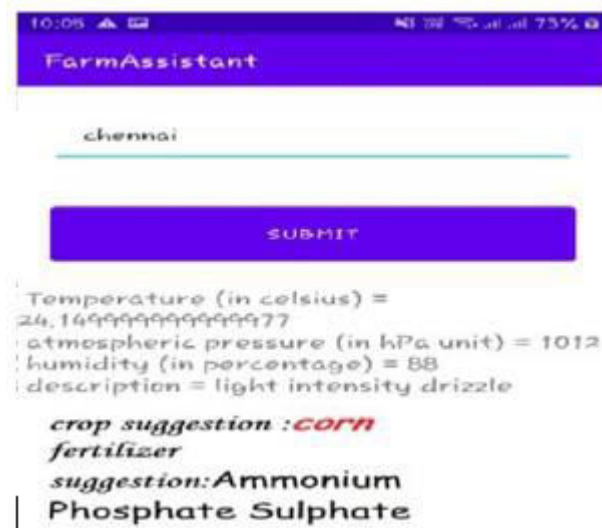 10:05 73%
FarmAssistant
chennai
SUBMIT
Temperature (in celsius) =
24.149999999999977
atmospheric pressure (in hPa unit) = 1012
humidity (in percentage) = 88
description = light intensity drizzle
crop suggestion :corn
fertilizer
suggestion:Ammonium
Phosphate Sulphate